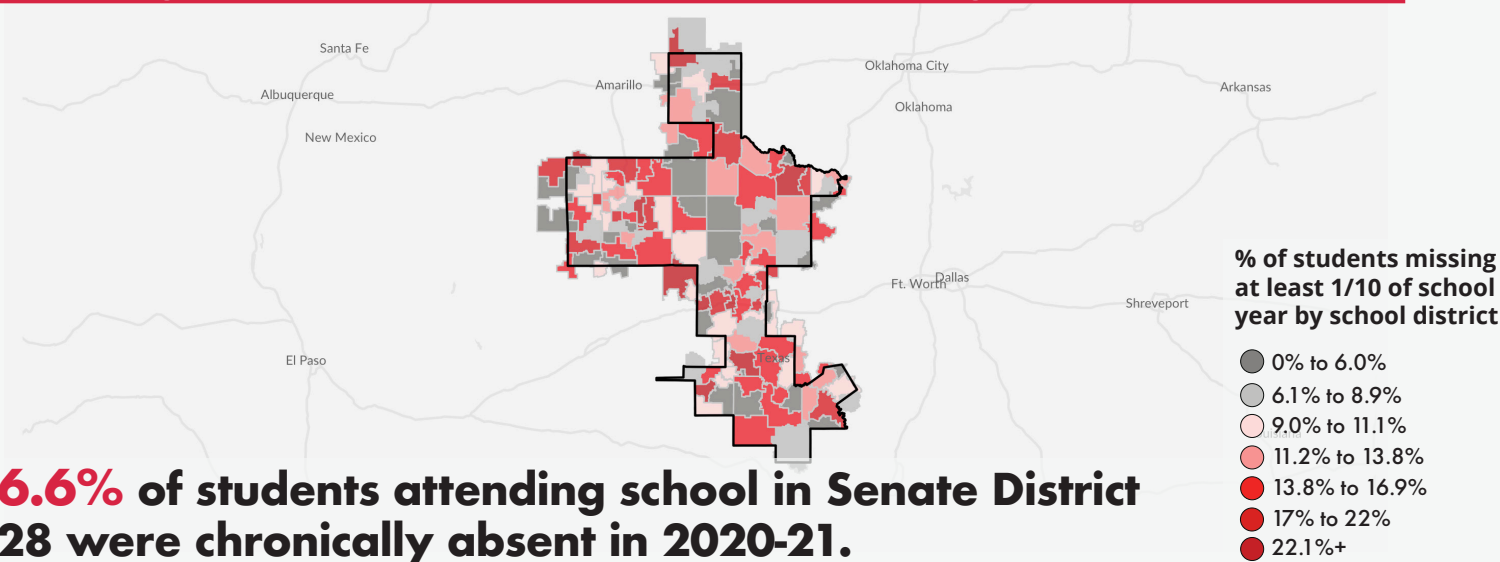 Santa Fe
Oklahoma City
Amarillo
Arkansas
Albuquerque
Oklahoma
New Mexico
Ft. Worth
Dallas
Shreveport
El Paso
Texas
% of students missing
at least 1/10 of school
year by school district
0% to 6.0%
6.1% to 8.9%
9.0% to 11.1%
11.2% to 13.8%
13.8% to 16.9%
17% to 22%
22.1%+
6.6% of students attending school in Senate District
28 were chronically absent in 2020-21.